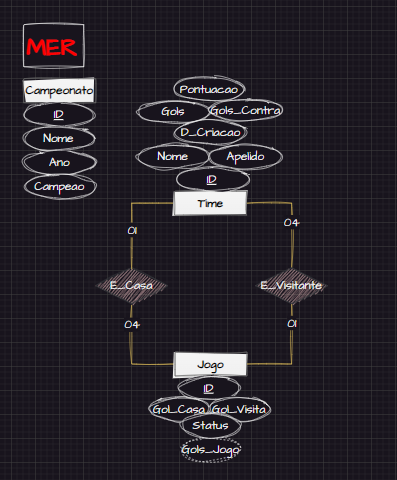 MER
Campeonato
ID
Nome
Ano
Campeao
Pontuacao
Gols
Gols_Contra
D_Criacao
Nome
Apelido
ID
Time
01
04
E_Casa
E_Visitante
04
01
Jogo
ID
Gol_Casa
Gol_Visita
Status
Gols_Jogo